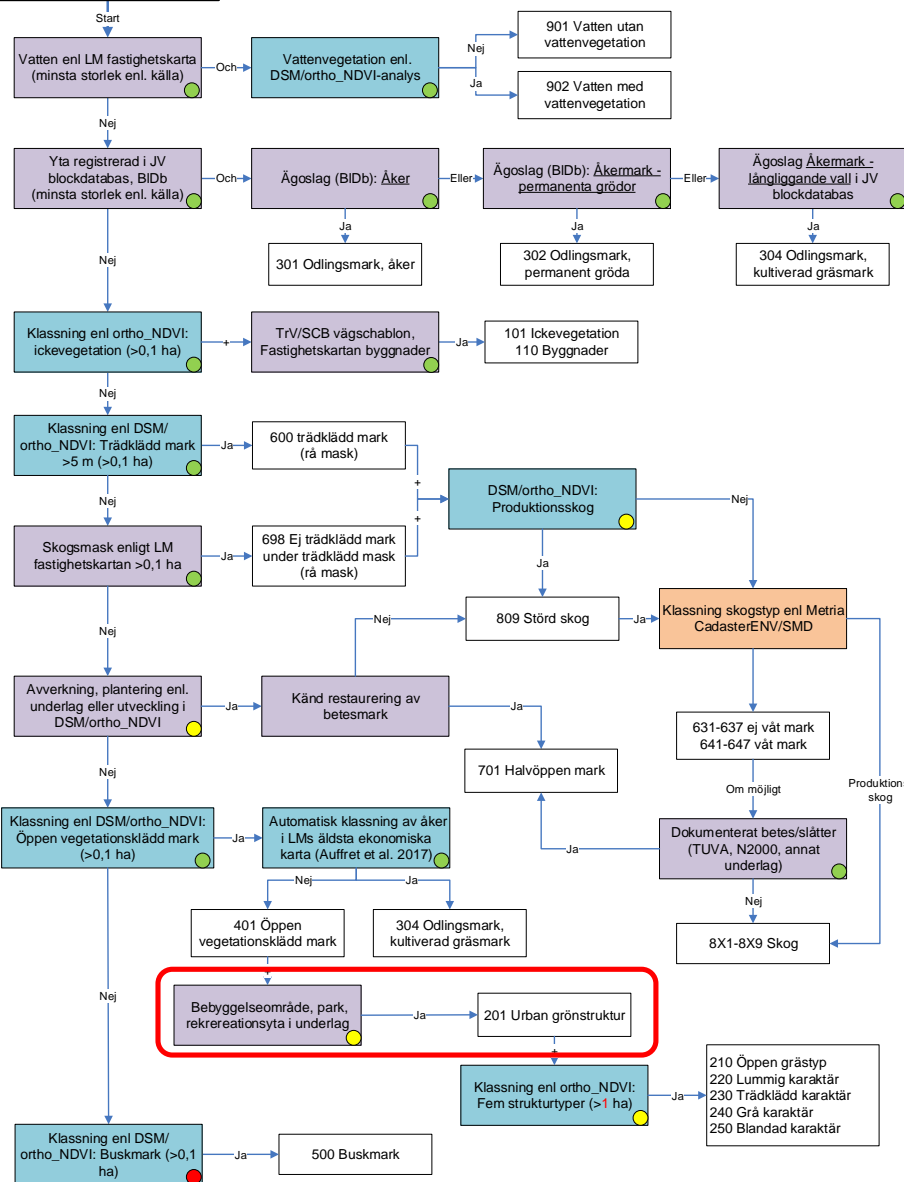 Start
Vatten enl LM fastighetskarta
(minsta storlek enl. källa)
Och
Vattenvegetation enl.
DSM/ortho_NDVI-analys
Nej
901 Vatten utan
vattenvegetation
Ja
902 Vatten med
vattenvegetation
Nej
Yta registrerad i JV
blockdatabas, BIDb
(minsta storlek enl. källa)
Och
Ägoslag (BIDb): Åker
Eller
Ägoslag (BIDb): Åkermark -
permanenta grödor
Eller
Ägoslag Åkermark -
långliggande vall i JV
blockdatabas
Ja
Ja
Ja
301 Odlingsmark, åker
302 Odlingsmark,
permanent gröda
304 Odlingsmark,
kultiverad gräsmark
Nej
Klassning enl ortho_NDVI:
ickevegetation (>0,1 ha)
+
TrV/SCB vägschablon,
Fastighetskartan byggnader
Ja
101 Ickevegetation
110 Byggnader
Nej
Klassning enl DSM/
ortho_NDVI: Trädklädd mark
>5 m (>0,1 ha)
Ja
600 trädklädd mark
(rå mask)
+
DSM/ortho_NDVI:
Produktionsskog
Nej
Nej
+
Skogsmask enligt LM
fastighetskartan >0,1 ha
Ja
698 Ej trädklädd mark
under trädklädd mask
(rå mask)
Ja
Nej
Nej
809 Störd skog
Ja
Klassning skogstyp enl Metria
CadasterENV/SMD
Avverkning, plantering enl.
underlag eller utveckling i
DSM/ortho_NDVI
Ja
Känd restaurering av
betesmark
Ja
631-637 ej våt mark
641-647 våt mark
701 Halvöppen mark
Nej
Om möjligt
Produktions
skog
Klassning enl DSM/ortho_NDVI:
Öppen vegetationsklädd mark
(>0,1 ha)
Ja
Automatisk klassning av åker
i LMs äldsta ekonomiska
karta (Auffret et al. 2017)
Ja
Dokumenterat betes/slåtter
(TUVA, N2000, annat
underlag)
Nej
Ja
Nej
401 Öppen
vegetationsklädd mark
304 Odlingsmark,
kultiverad gräsmark
8X1-8X9 Skog
+
Nej
Bebyggelseområde, park,
rekrereationsyta i underlag
Ja
201 Urban grönstruktur
+
Klassning enl ortho_NDVI:
Fem strukturtyper (>1 ha)
Ja
210 Öppen grästyp
220 Lummig karaktär
230 Trädklädd karaktär
240 Grå karaktär
250 Blandad karaktär
Klassning enl DSM/
ortho_NDVI: Buskmark (>0,1
ha)
Ja
500 Buskmark